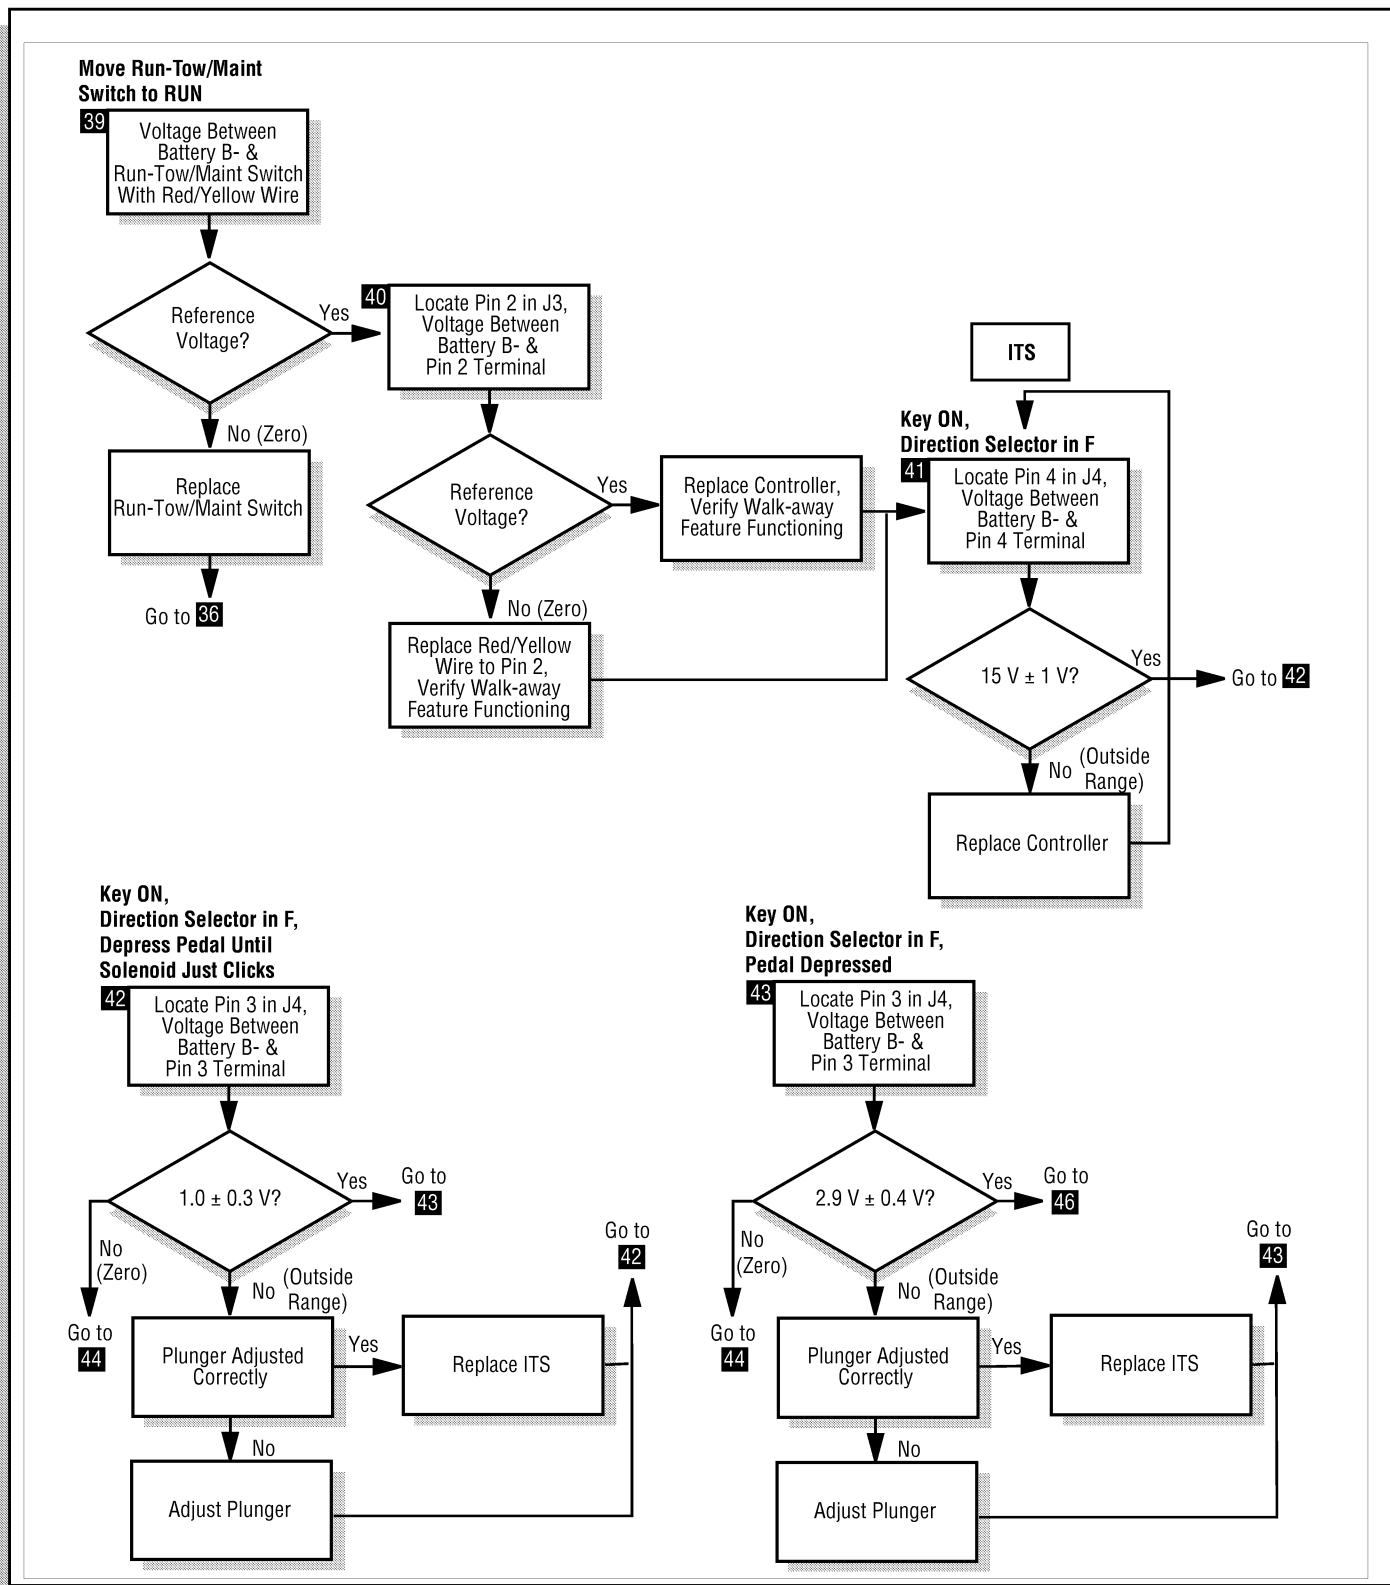 Move Run-Tow/Maint
Switch to RUN
39
Voltage Between
Battery B- &
Run-Tow/Maint Switch
With Red/Yellow Wire
Reference
Voltage?
Yes
No (Zero)
Replace
Run-Tow/Maint Switch
Go to 36
40
Locate Pin 2 in J3,
Voltage Between
Battery B- &
Pin 2 Terminal
Reference
Voltage?
Yes
No (Zero)
Replace Controller,
Verify Walk-away
Feature Functioning
Replace Red/Yellow
Wire to Pin 2,
Verify Walk-away
Feature Functioning
ITS
Key ON,
Direction Selector in F
41
Locate Pin 4 in J4,
Voltage Between
Battery B- &
Pin 4 Terminal
15 V ± 1 V?
Yes
Go to 42
No (Outside
Range)
Replace Controller
Key ON,
Direction Selector in F,
Depress Pedal Until
Solenoid Just Clicks
42
Locate Pin 3 in J4,
Voltage Between
Battery B- &
Pin 3 Terminal
1.0 ± 0.3 V?
Yes
Go to
43
No
(Zero)
Go to
44
No (Outside
Range)
Plunger Adjusted
Correctly
Yes
Replace ITS
Go to
42
No
Adjust Plunger
Key ON,
Direction Selector in F,
Pedal Depressed
43
Locate Pin 3 in J4,
Voltage Between
Battery B- &
Pin 3 Terminal
2.9 V ± 0.4 V?
Yes
Go to
46
No
(Zero)
Go to
44
No (Outside
Range)
Plunger Adjusted
Correctly
Yes
Replace ITS
Go to
43
No
Adjust Plunger